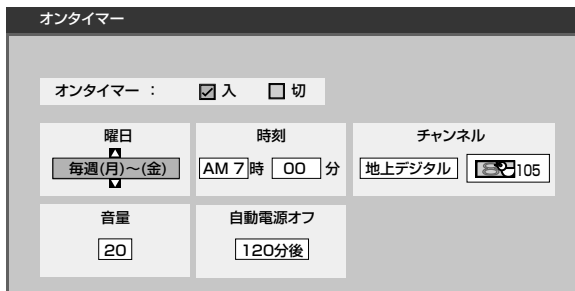 オンタイマー
オンタイマー : 入 切
曜日
毎週(月)~(金)
時刻
AM 7時 00 分
チャンネル
地上デジタル 105
音量
20
自動電源オフ
120分後